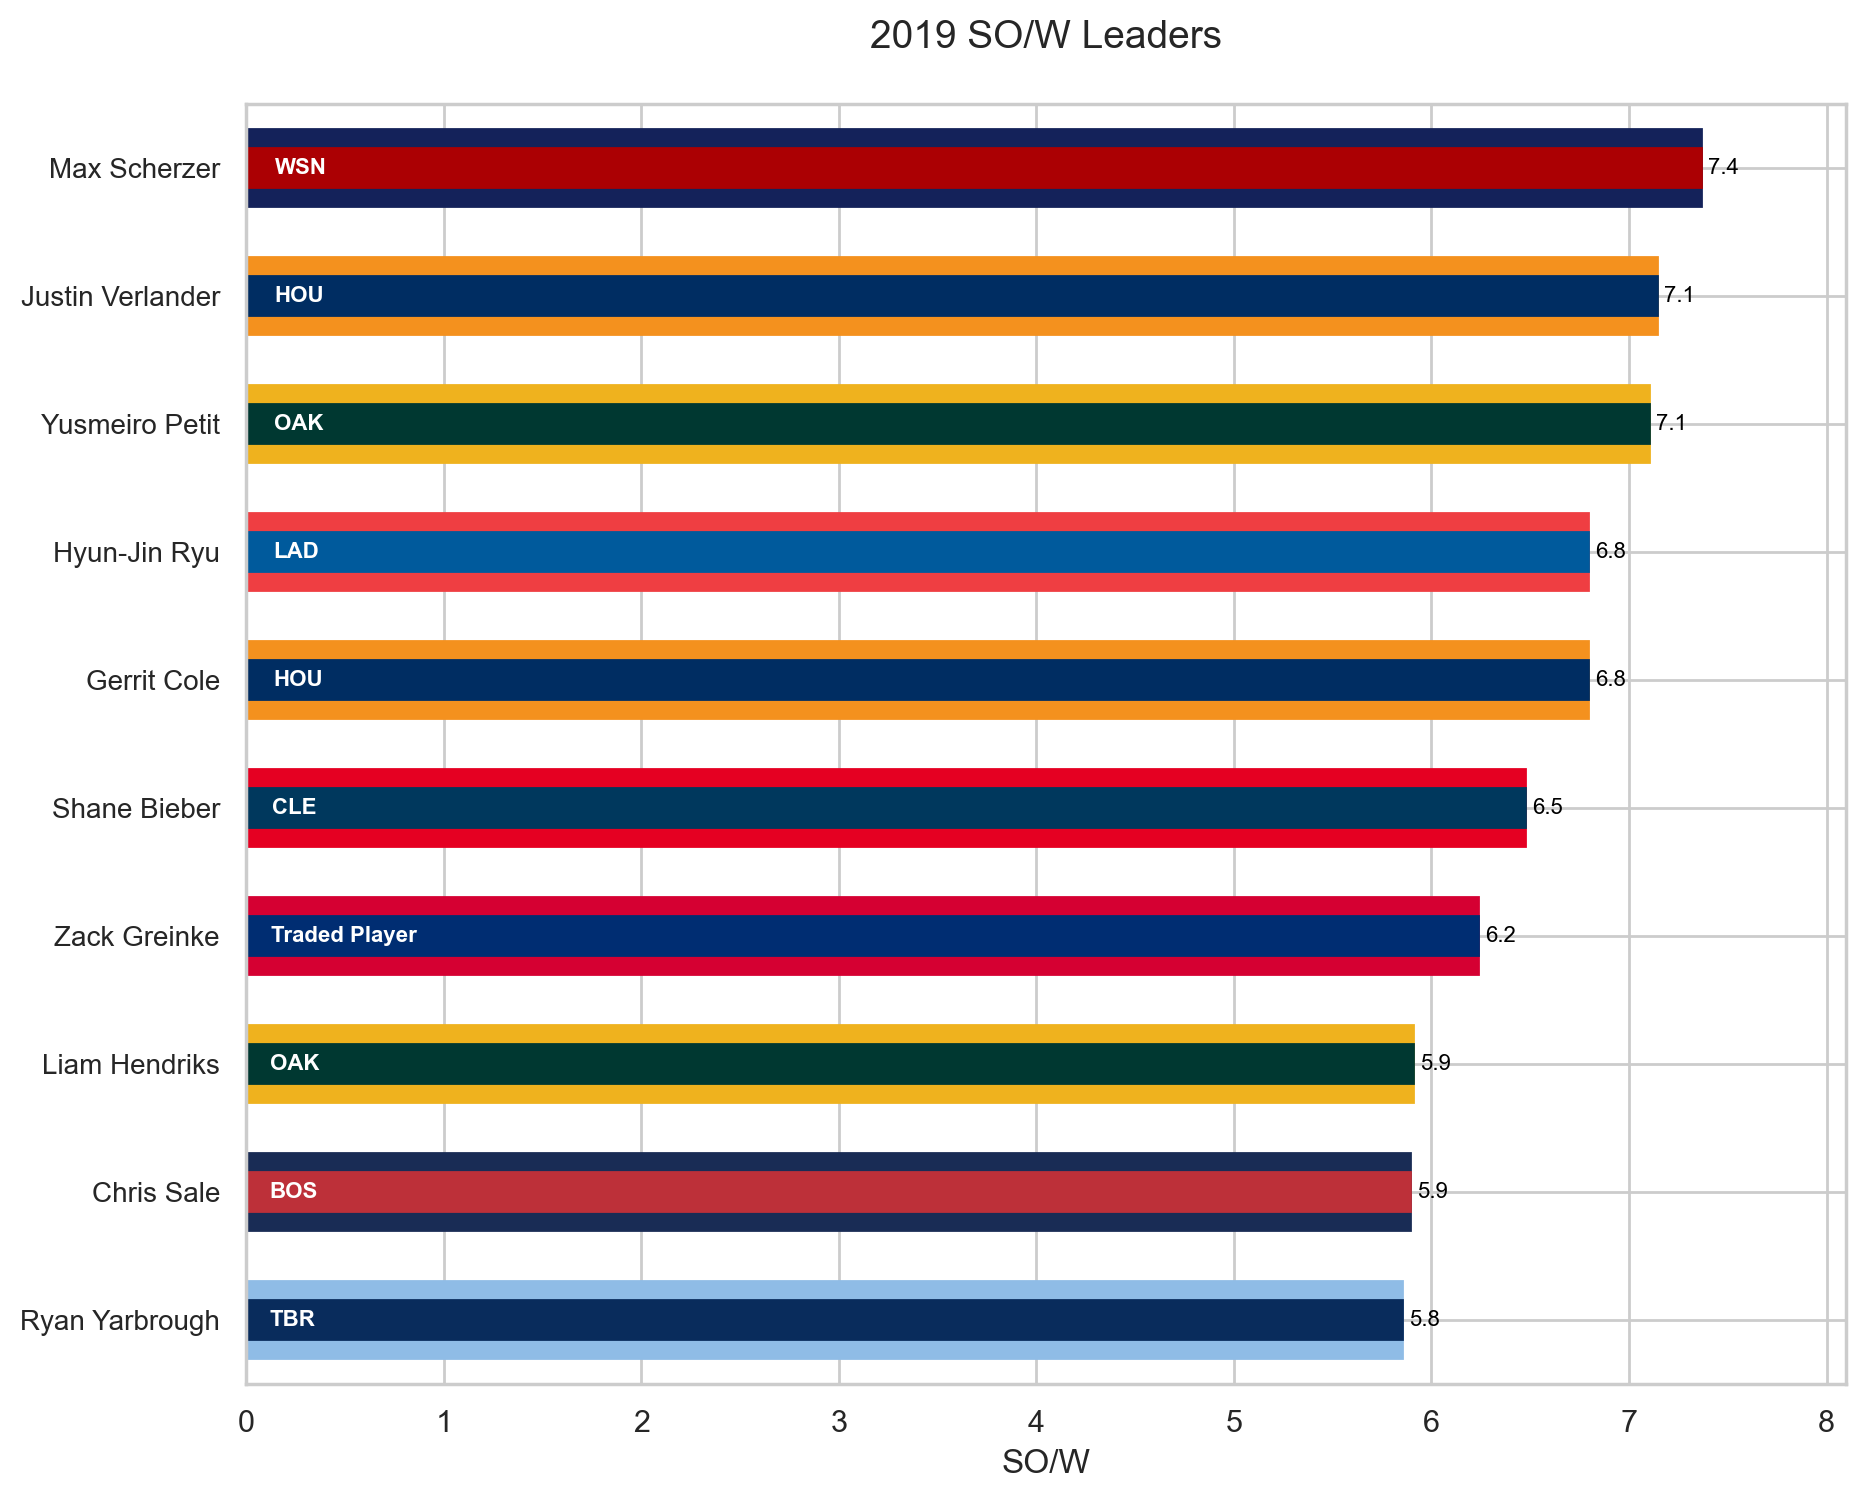 2019 SO/W Leaders
Max Scherzer WSN 7.4
Justin Verlander HOU 7.1
Yusmeiro Petit OAK 7.1
Hyun-Jin Ryu LAD 6.8
Gerrit Cole HOU 6.8
Shane Bieber CLE 6.5
Zack Greinke Traded Player 6.2
Liam Hendriks OAK 5.9
Chris Sale BOS 5.9
Ryan Yarbrough TBR 5.8
0 1 2 3 4 5 6 7 8
SO/W